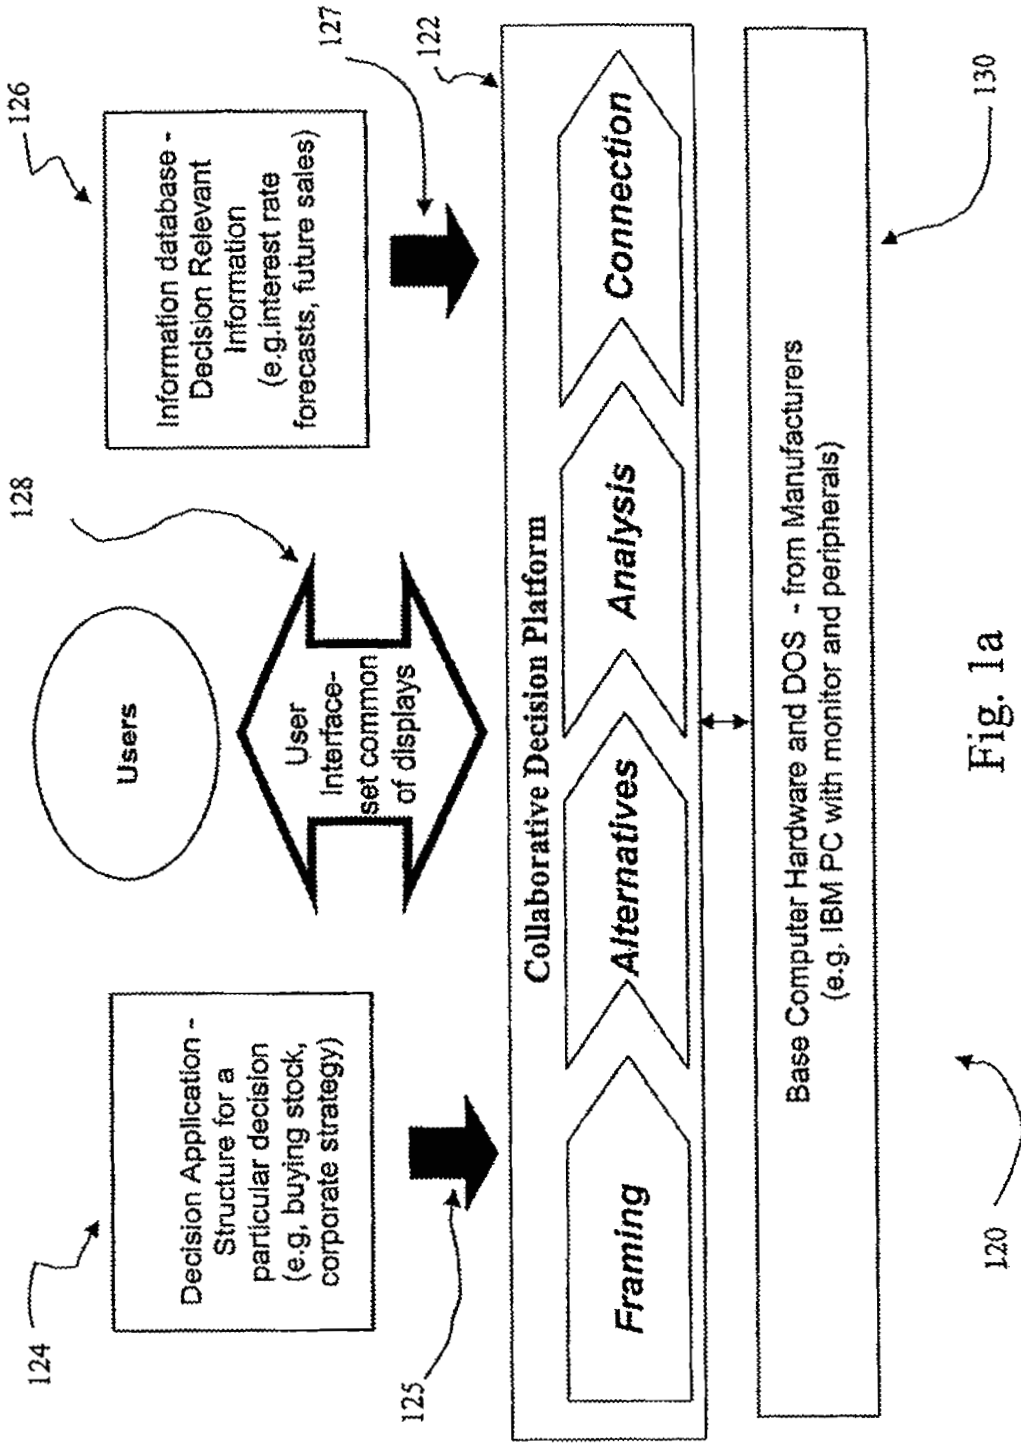 Users
124
Decision Application -
Structure for a
particular decision
(e.g, buying stock,
corporate strategy)
125
User
Interface-
set common
of displays
128
126
Information database -
Decision Relevant
Information
(e.g.interest rate
forecasts, future sales)
127
122
Collaborative Decision Platform
Framing
Alternatives
Analysis
Connection
Base Computer Hardware and DOS - from Manufacturers
(e.g. IBM PC with monitor and peripherals)
130
120
Fig. 1a